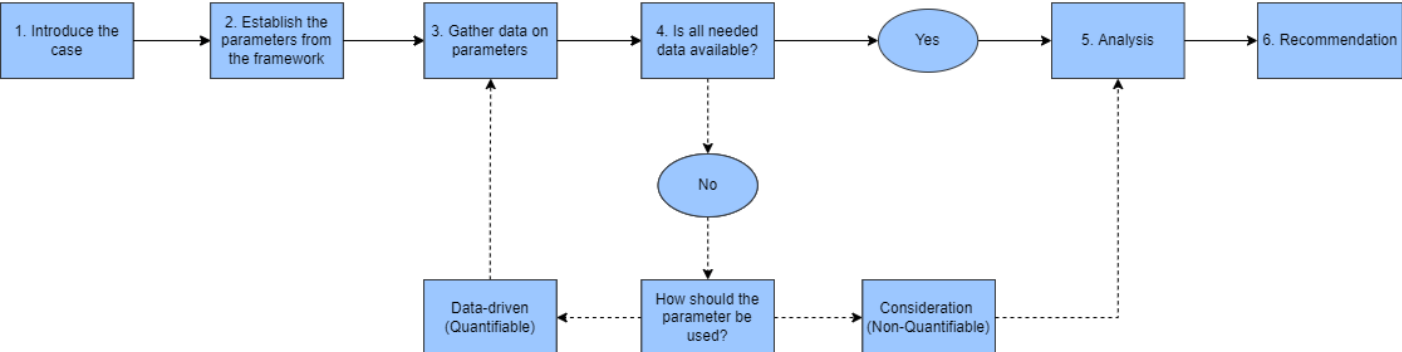 1. Introduce the
case
2. Establish the
parameters from
the framework
3. Gather data on
parameters
4. Is all needed
data available?
Yes
5. Analysis
6. Recommendation
No
Data-driven
(Quantifiable)
How should the
parameter be
used?
Consideration
(Non-Quantifiable)